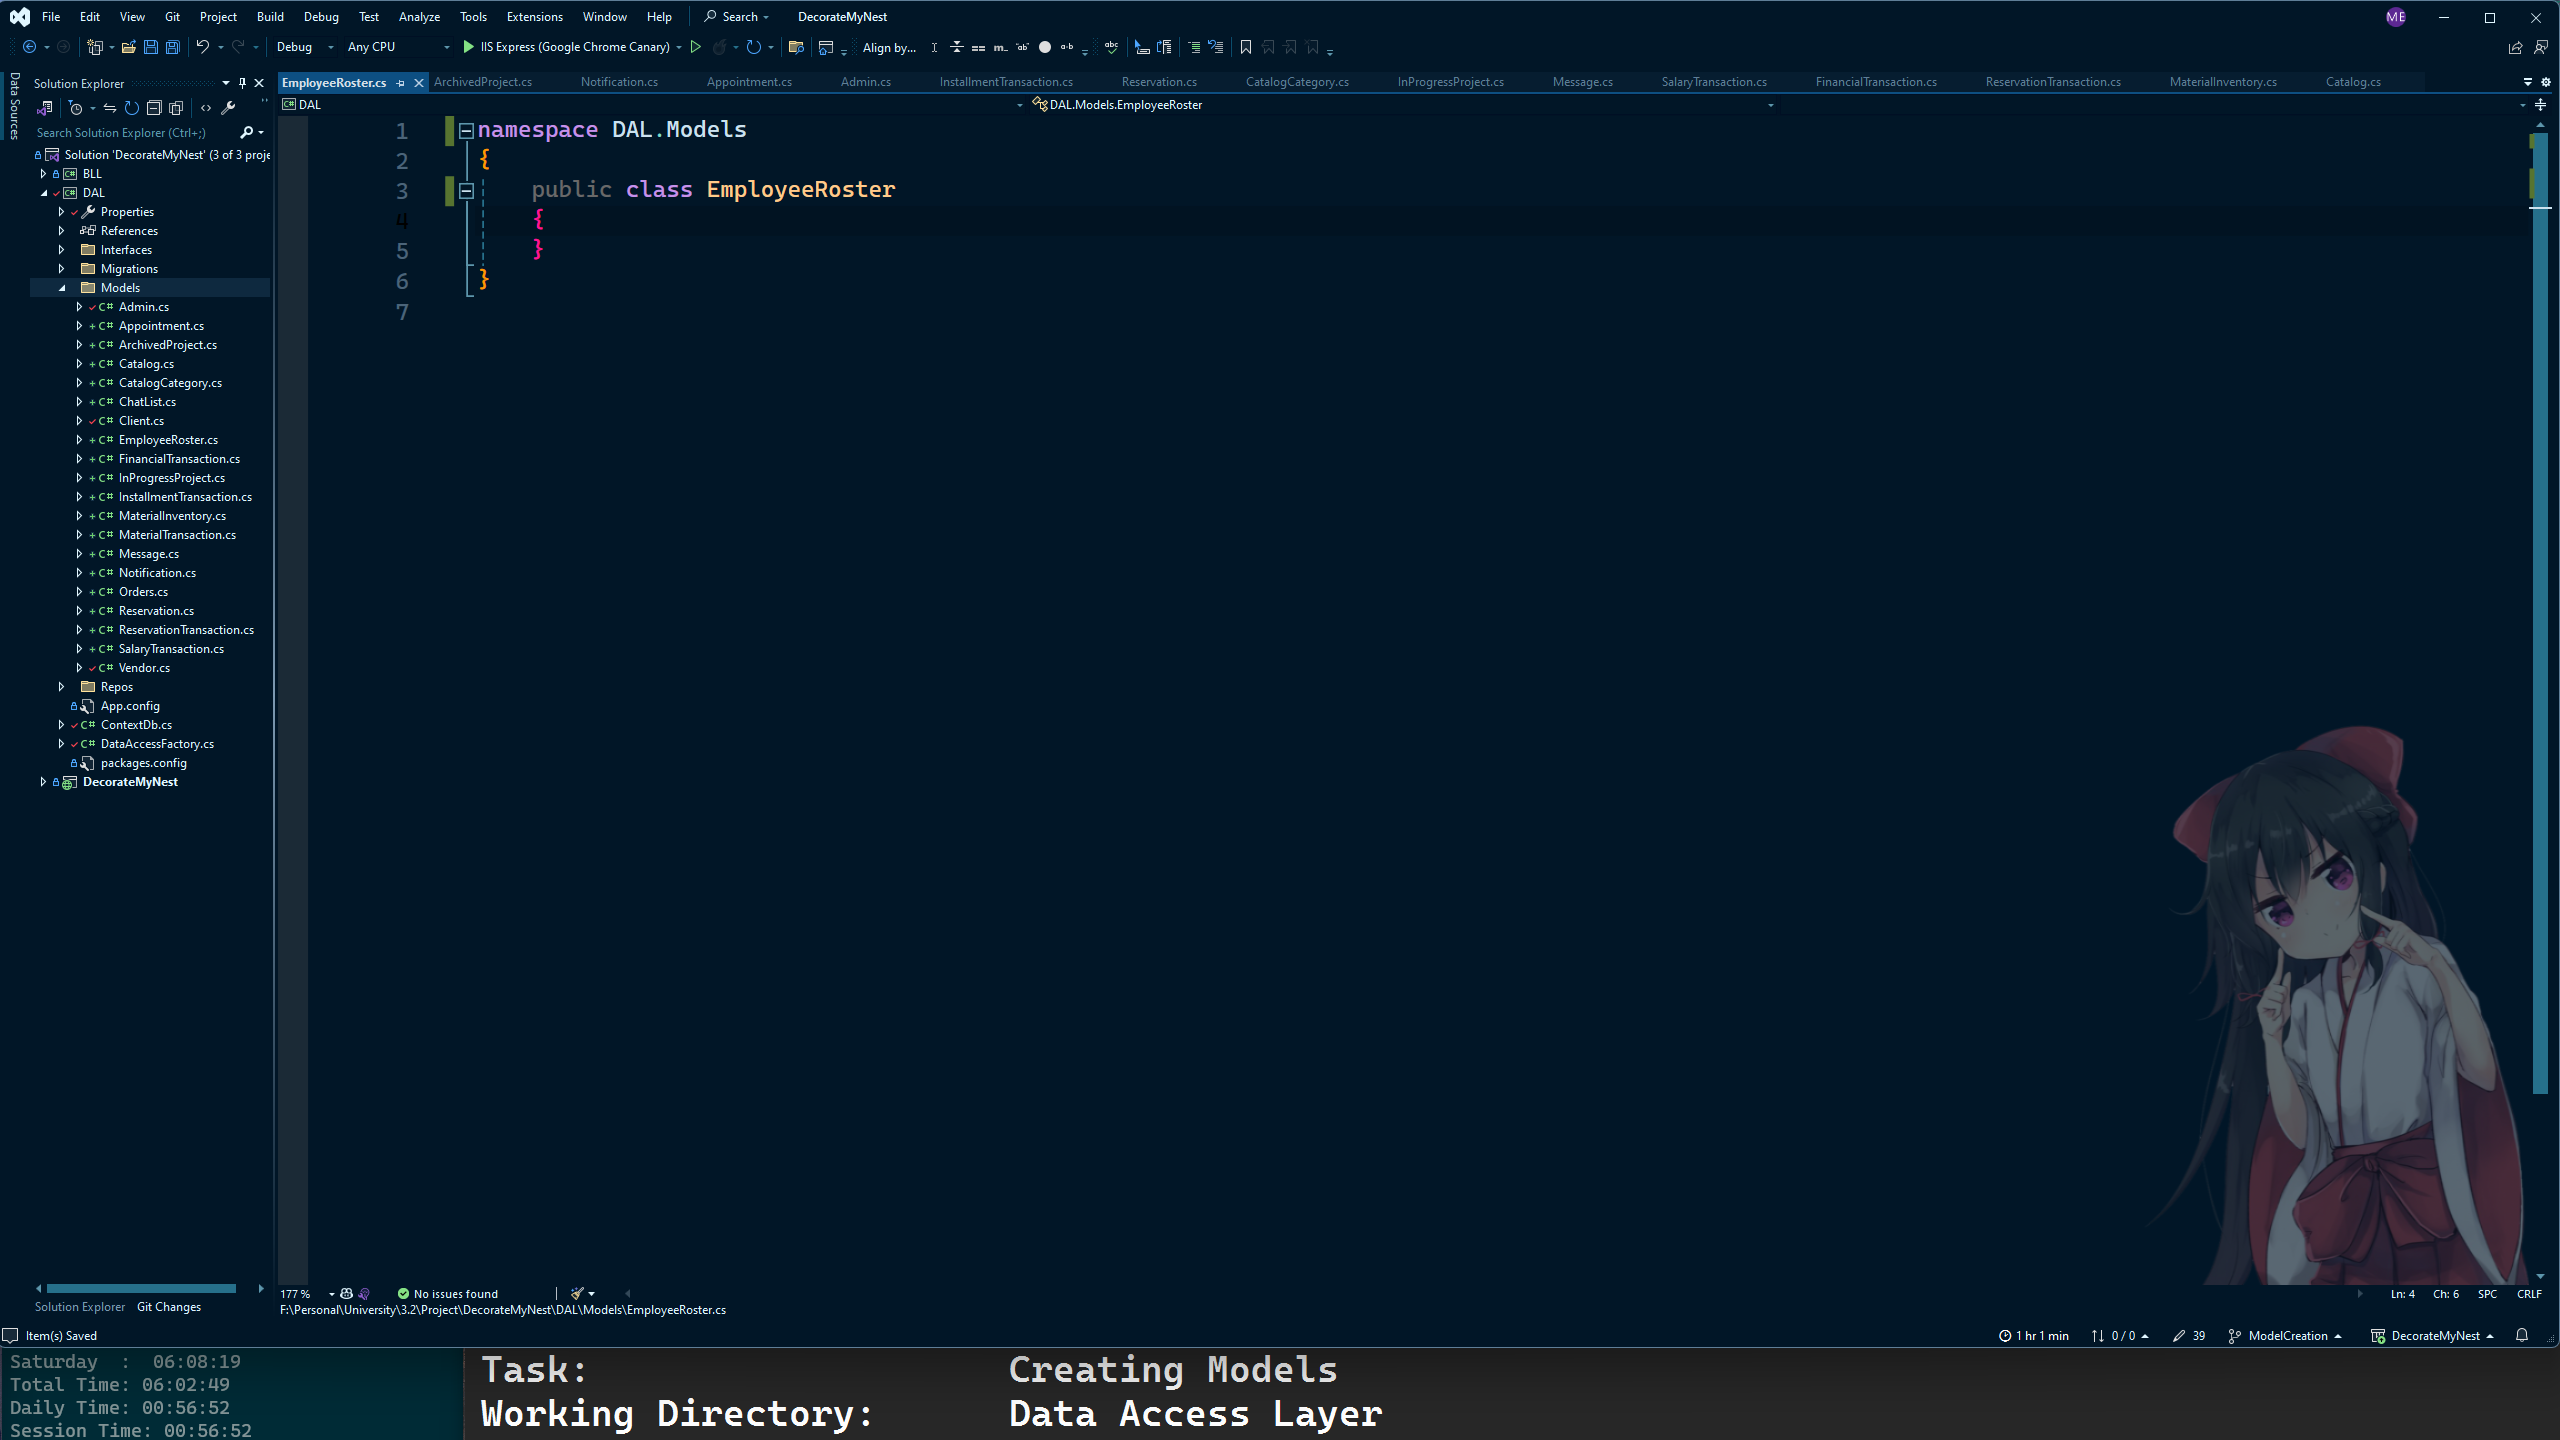 File Edit View Git Project Build Debug Test Analyze Tools Extensions Window Help Search DecorateMyNest ME
Debug Any CPU IIS Express (Google Chrome Canary) Align by...
Data Sources
Solution Explorer
Search Solution Explorer (Ctrl+;)
Solution 'DecorateMyNest' (3 of 3 proje
BLL
DAL
Properties
References
Interfaces
Migrations
Models
C# Admin.cs
C# Appointment.cs
C# ArchivedProject.cs
C# Catalog.cs
C# CatalogCategory.cs
C# ChatList.cs
C# Client.cs
C# EmployeeRoster.cs
C# FinancialTransaction.cs
C# InProgressProject.cs
C# InstallmentTransaction.cs
C# MaterialInventory.cs
C# MaterialTransaction.cs
C# Message.cs
C# Notification.cs
C# Orders.cs
C# Reservation.cs
C# ReservationTransaction.cs
C# SalaryTransaction.cs
C# Vendor.cs
Repos
App.config
C# ContextDb.cs
C# DataAccessFactory.cs
packages.config
DecorateMyNest
Solution Explorer Git Changes
EmployeeRoster.cs ArchivedProject.cs Notification.cs Appointment.cs Admin.cs InstallmentTransaction.cs Reservation.cs CatalogCategory.cs InProgressProject.cs Message.cs SalaryTransaction.cs FinancialTransaction.cs ReservationTransaction.cs MaterialInventory.cs Catalog.cs
DAL DAL.Models.EmployeeRoster
1 namespace DAL.Models
2 {
3 public class EmployeeRoster
4 {
5 }
6 }
7
177 % No issues found Ln: 4 Ch: 6 SPC CRLF
F:\Personal\University\3.2\Project\DecorateMyNest\DAL\Models\EmployeeRoster.cs
Item(s) Saved 1 hr 1 min 0 / 0 39 ModelCreation DecorateMyNest
Saturday : 06:08:19
Total Time: 06:02:49
Daily Time: 00:56:52
Session Time: 00:56:52
Task: Creating Models
Working Directory: Data Access Layer